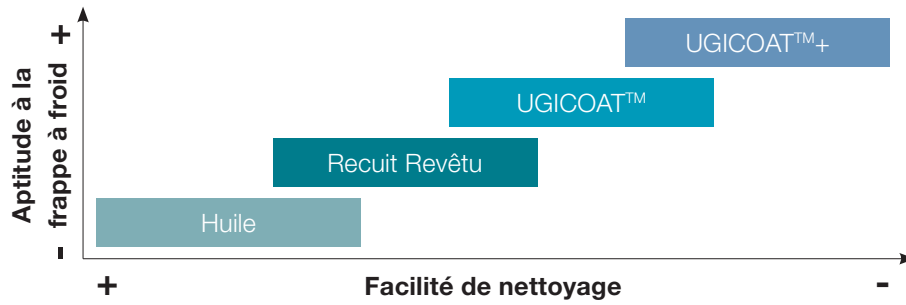 +
Aptitude à la
frappe à froid
-
UGICOAT™+
UGICOAT™
Recuit Revêtu
Huile
+
Facilité de nettoyage
-